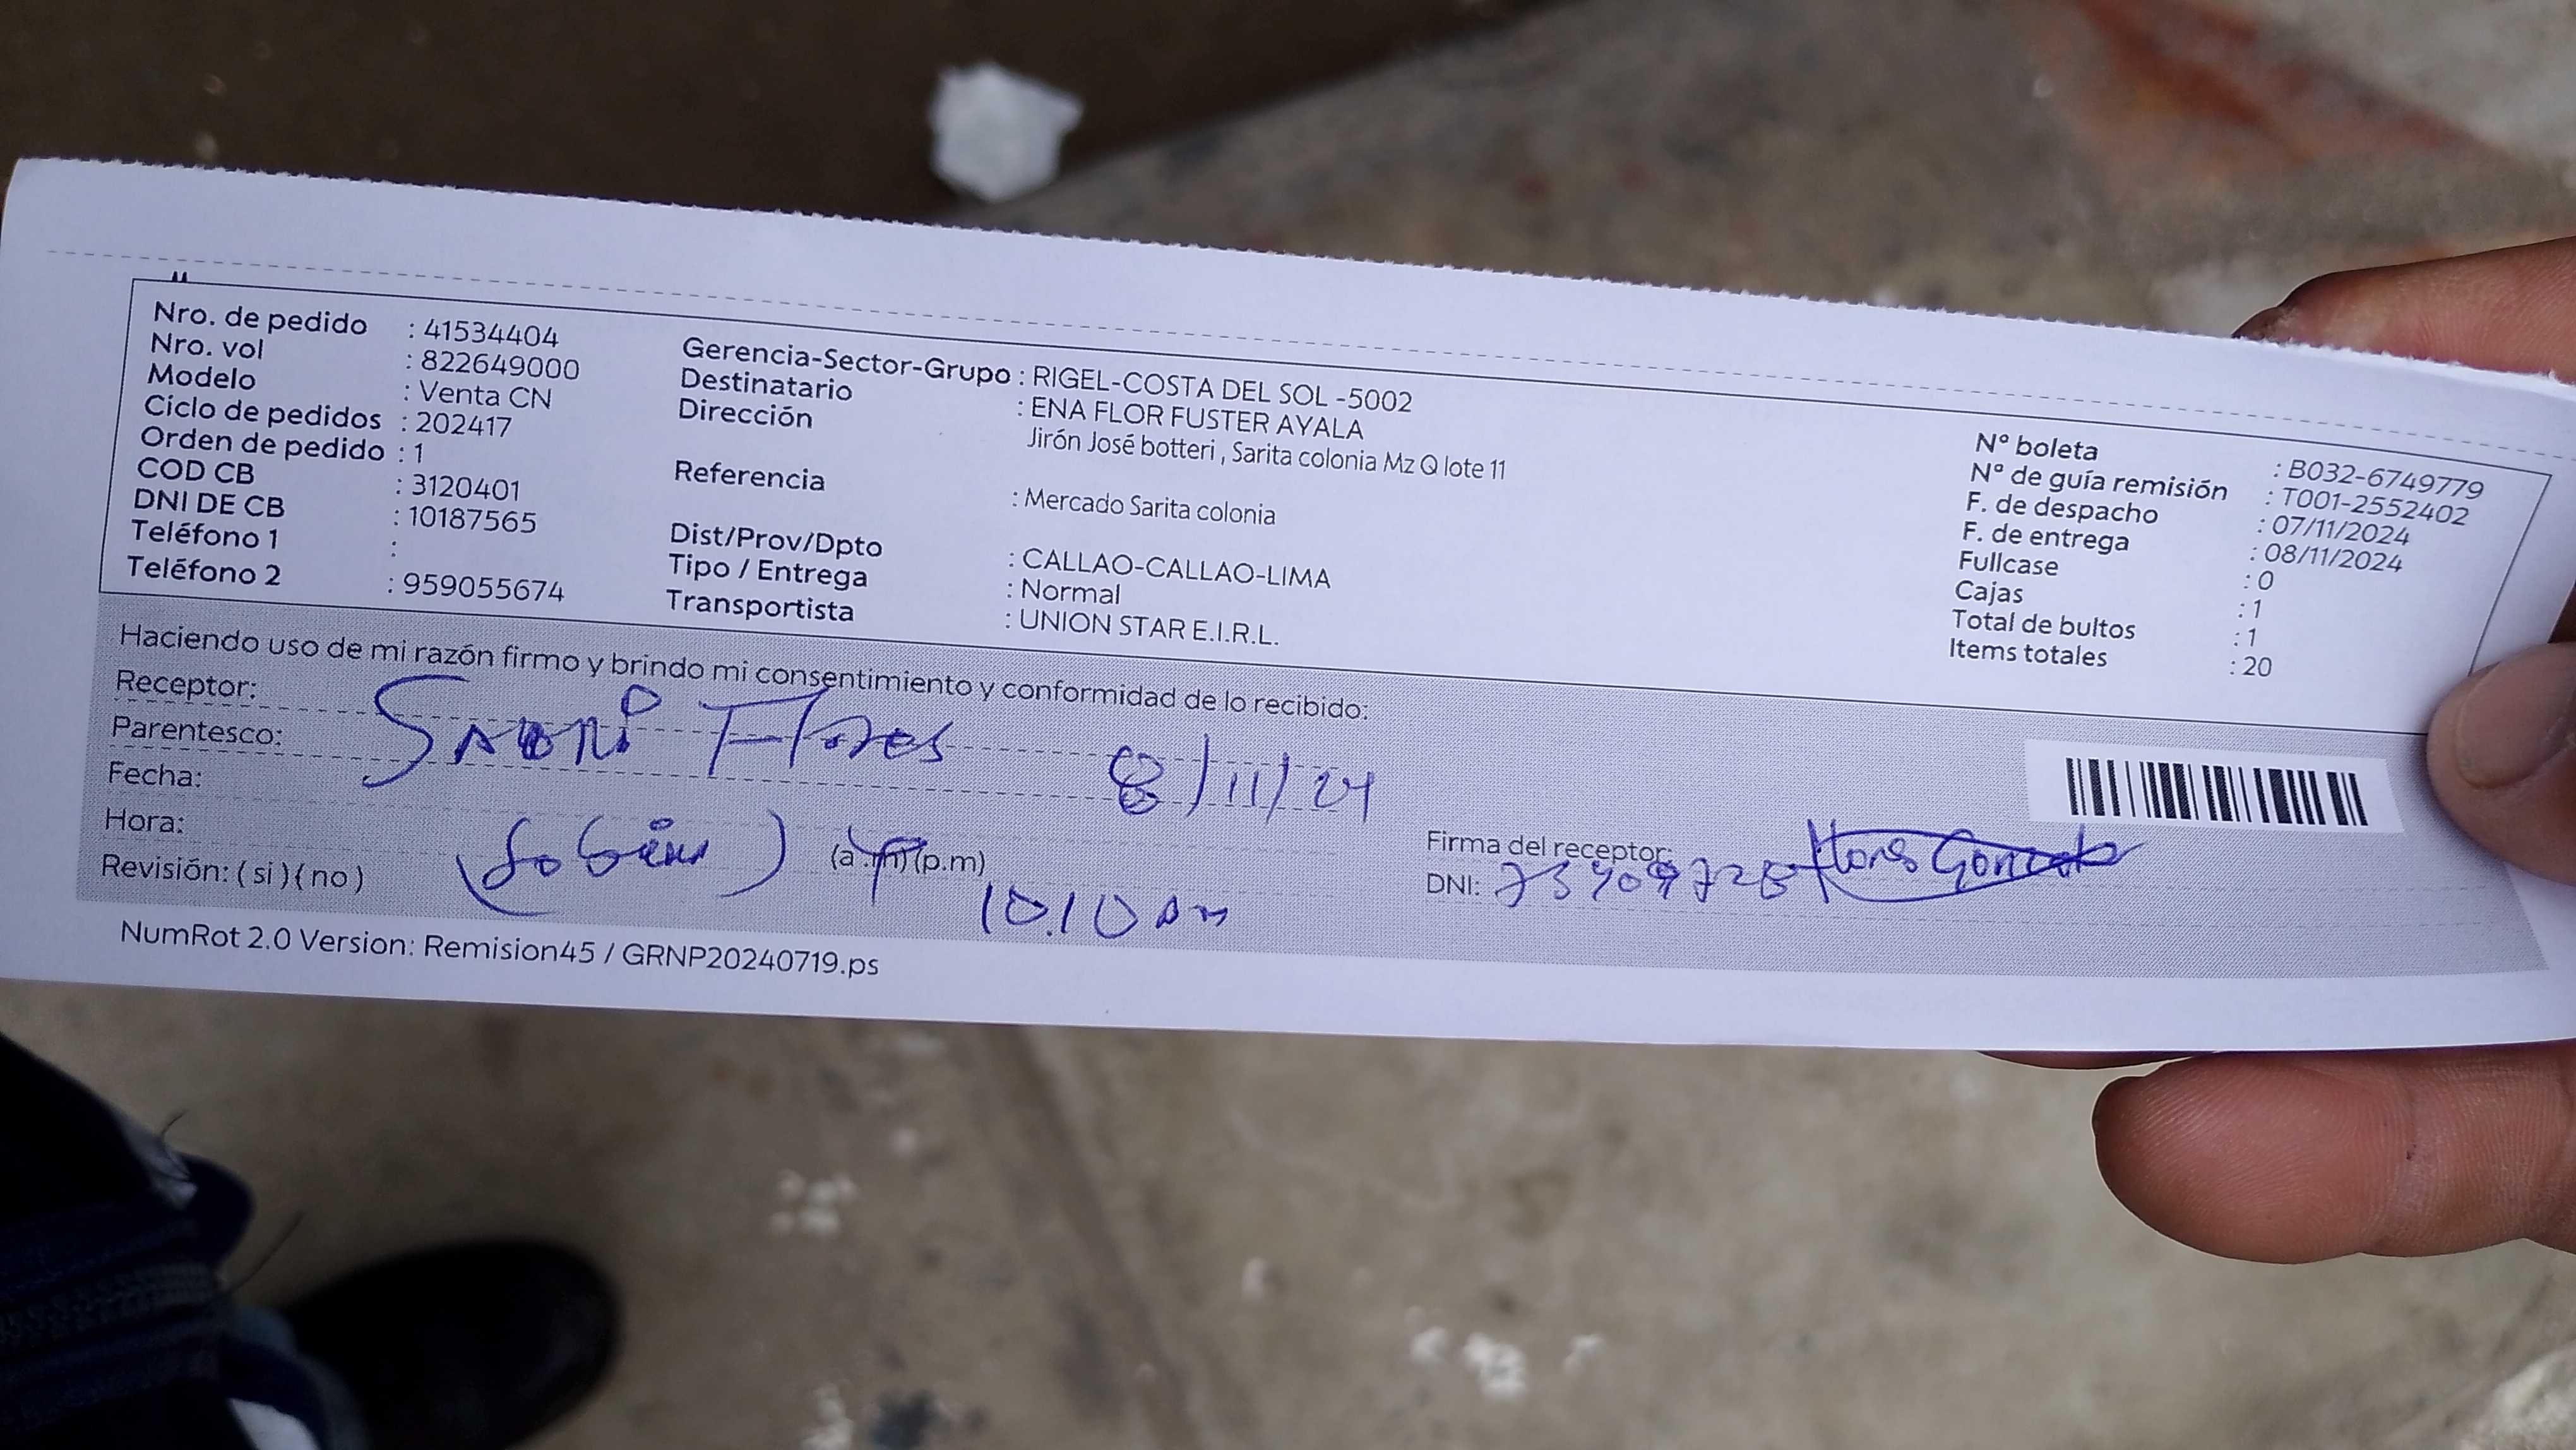 Nro. de pedido : 41534404
Nro. vol : 822649000
Modelo : Venta CN
Ciclo de pedidos : 202417
Orden de pedido : 1
COD CB : 3120401
DNI DE CB : 10187565
Teléfono 1 :
Teléfono 2 : 959055674
Gerencia-Sector-Grupo : RIGEL-COSTA DEL SOL -5002
Destinatario : ENA FLOR FUSTER AYALA
Dirección Jirón José botteri , Sarita colonia Mz Q lote 11
Referencia : Mercado Sarita colonia
Dist/Prov/Dpto : CALLAO-CALLAO-LIMA
Tipo / Entrega : Normal
Transportista : UNION STAR E.I.R.L.
Nº boleta : B032-6749779
Nº de guía remisión : T001-2552402
F. de despacho : 07/11/2024
F. de entrega : 08/11/2024
Fullcase : 0
Cajas : 1
Total de bultos : 1
Items totales : 20
Haciendo uso de mi razón firmo y brindo mi consentimiento y conformidad de lo recibido:
Receptor:
Flores
Parentesco:
Fecha: 8/11/24
Hora: (a.m)(p.m)
Revisión: ( si )( no )
10.10 am
Firma del receptor:
Flores
DNI:
NumRot 2.0 Version: Remision45 / GRNP20240719.ps